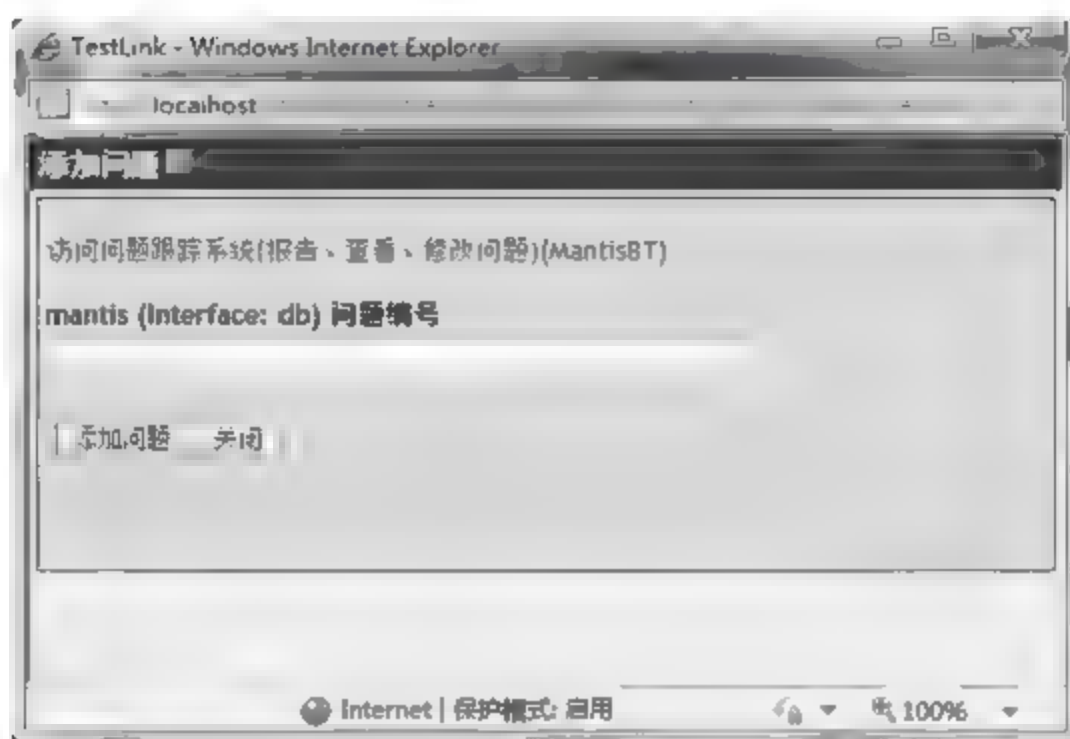 TestLink - Windows Internet Explorer
localhost
添加问题
访问问题跟踪系统(报告、查看、修改问题)(MantisBT)
mantis (Interface: db) 问题编号
添加问题 关闭
Internet | 保护模式: 启用 100%